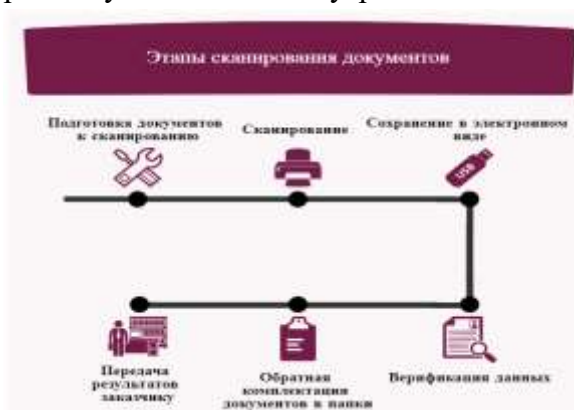 Этапы сканирования документов
Подготовка документов
к сканированию
Сканирование
Сохранение в электронном
виде
USB
Передача
результатов
заказчику
Обратная
комплектация
документов в папки
Верификация данных